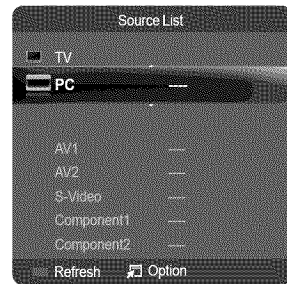 Source List
TV
PC ----
AV1 ----
AV2 ----
S-Video ----
Component1 ----
Component2 ----
Refresh Option